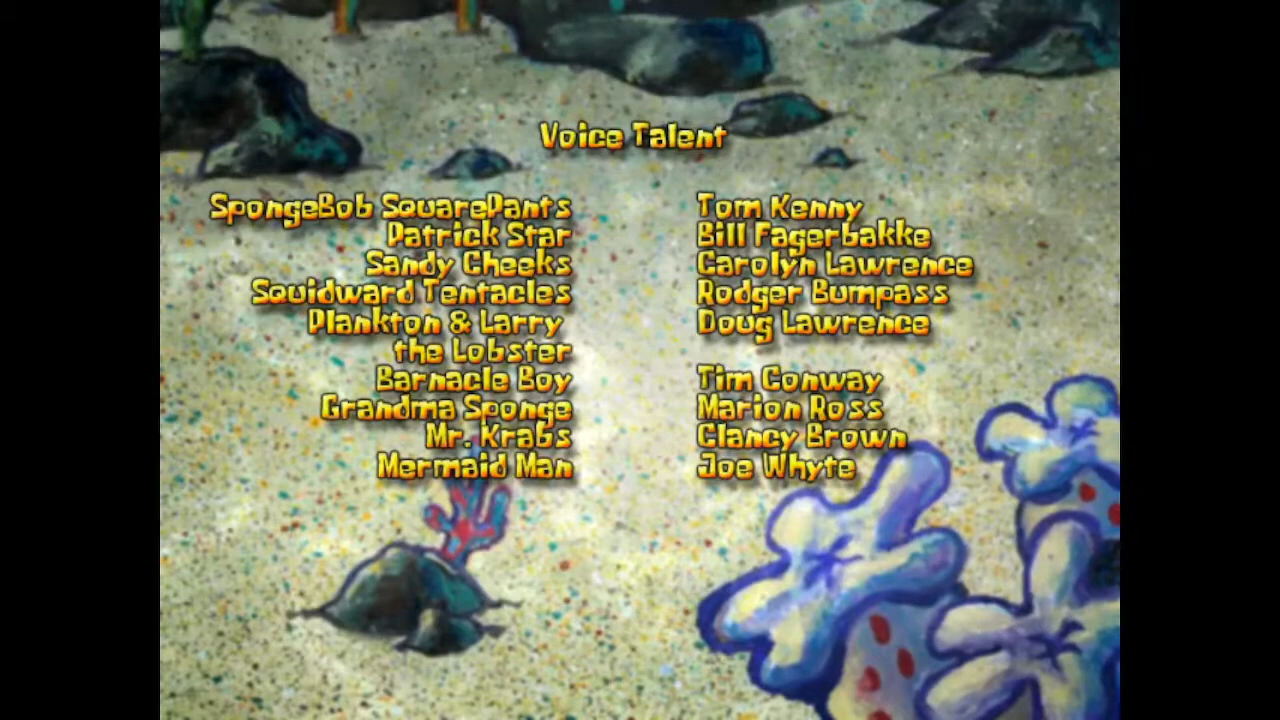 Voice Talent
SpongeBob SquarePants Tom Kenny
Patrick Star Bill Fagerbakke
Sandy Cheeks Carolyn Lawrence
Squidward Tentacles Rodger Bumpass
Plankton & Larry Doug Lawrence
the Lobster
Barnacle Boy Tim Conway
Grandma Sponge Marion Ross
Mr. Krabs Clancy Brown
Mermaid Man Joe Whyte